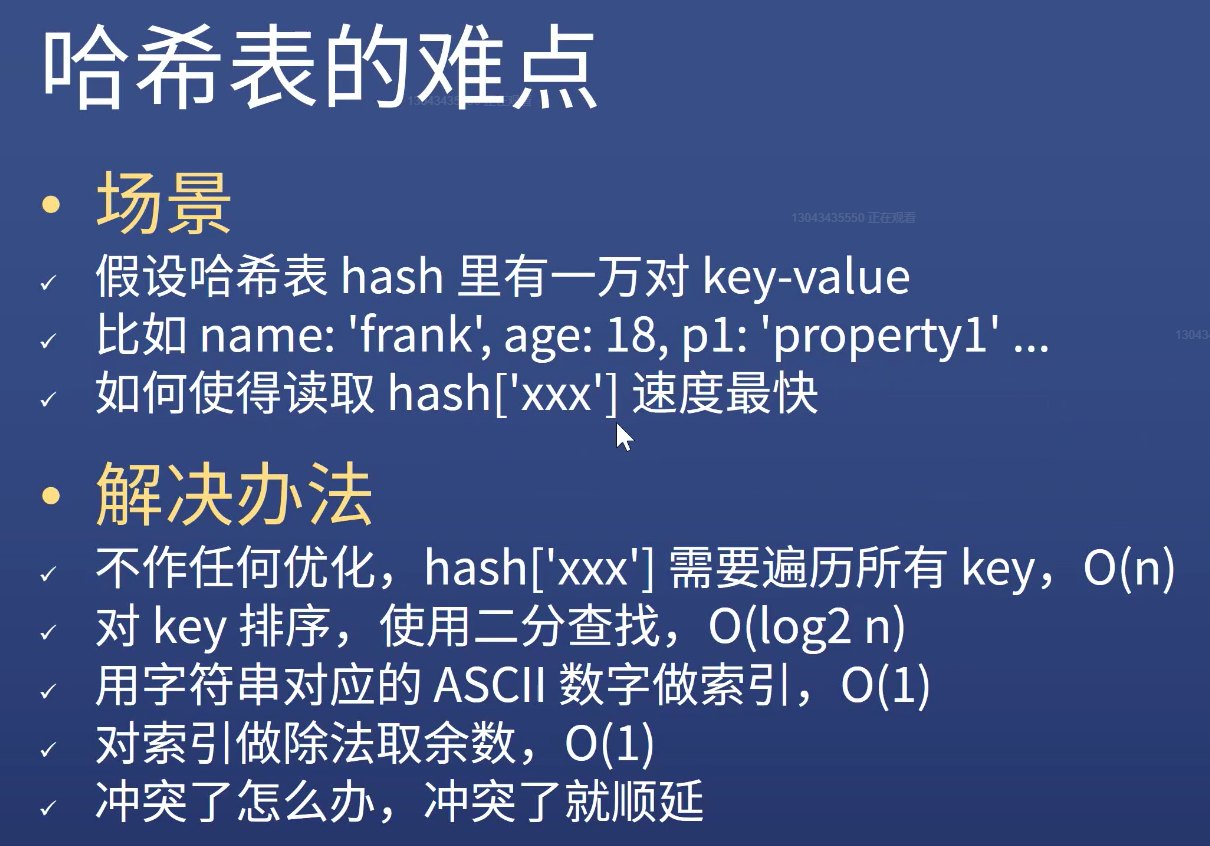 哈希表的难点
13043435550 正在观看
• 场景
✓ 假设哈希表 hash 里有一万对 key-value
✓ 比如 name: 'frank', age: 18, p1: 'property1' ...
✓ 如何使得读取 hash['xxx'] 速度最快
• 解决办法
✓ 不作任何优化，hash['xxx'] 需要遍历所有 key，O(n)
✓ 对 key 排序，使用二分查找，O(log2 n)
✓ 用字符串对应的 ASCII 数字做索引，O(1)
✓ 对索引做除法取余数，O(1)
✓ 冲突了怎么办，冲突了就顺延